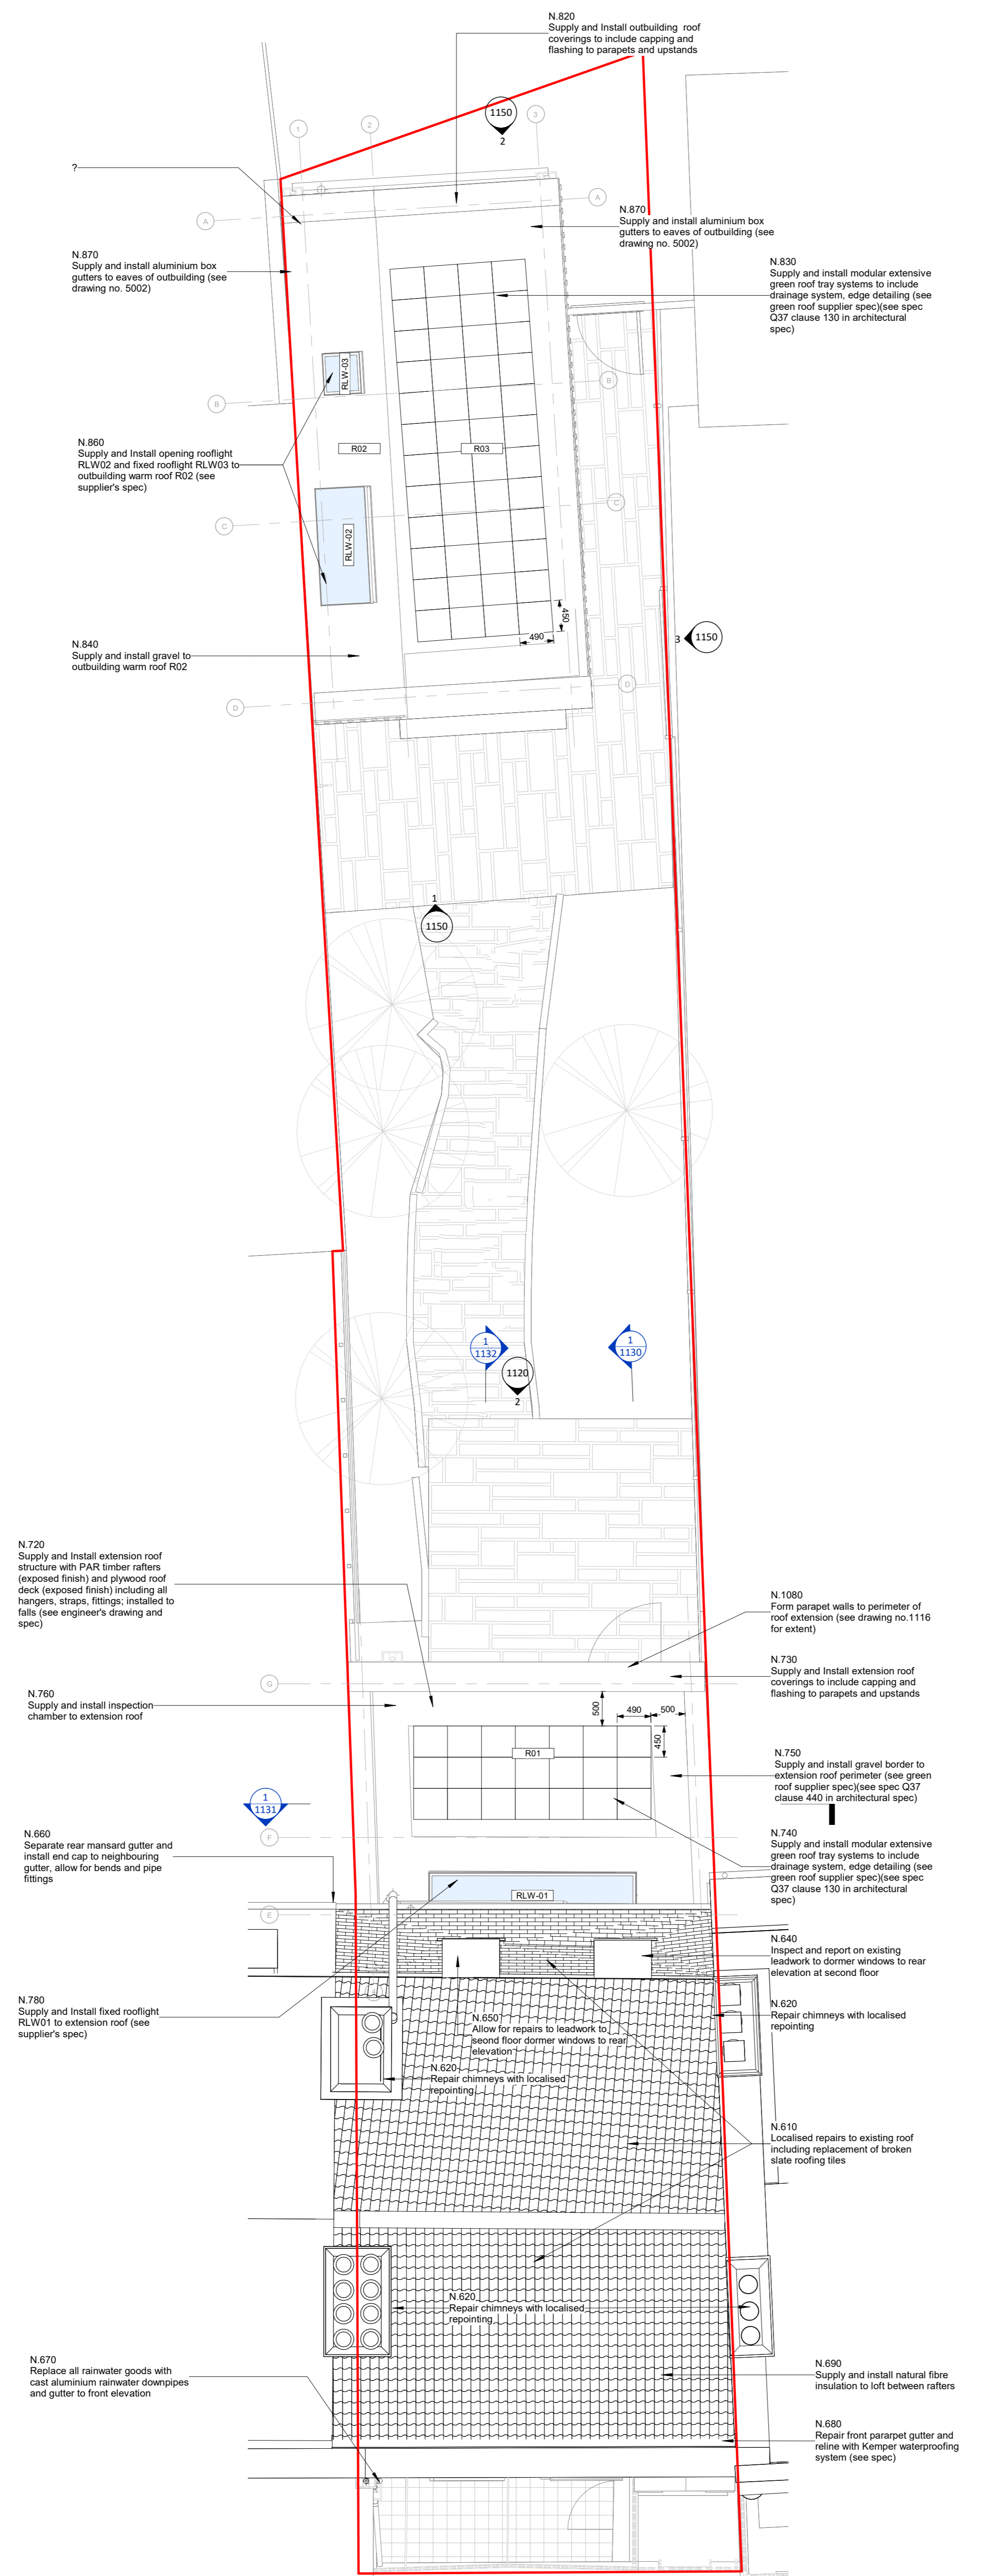 N.820
Supply and Install outbuilding roof
coverings to include capping and
flashing to parapets and upstands
1150
2
1
2
3
?
A
A
N.870
Supply and install aluminium box
gutters to eaves of outbuilding (see
drawing no. 5002)
N.870
Supply and install aluminium box
gutters to eaves of outbuilding (see
drawing no. 5002)
N.830
Supply and install modular extensive
green roof tray systems to include
drainage system, edge detailing (see
green roof supplier spec)(see spec
Q37 clause 130 in architectural
spec)
RLW-03
B
B
N.860
Supply and Install opening rooflight
RLW02 and fixed rooflight RLW03 to
outbuilding warm roof R02 (see
supplier's spec)
R02
R03
C
C
RLW-02
450
490
3
1150
N.840
Supply and install gravel to
outbuilding warm roof R02
D
D
1
1150
1
1132
1
1130
1120
2
N.720
Supply and Install extension roof
structure with PAR timber rafters
(exposed finish) and plywood roof
deck (exposed finish) including all
hangers, straps, fittings; installed to
falls (see engineer's drawing and
spec)
N.1080
Form parapet walls to perimeter of
roof extension (see drawing no.1116
for extent)
N.730
Supply and Install extension roof
coverings to include capping and
flashing to parapets and upstands
G
N.760
Supply and install inspection
chamber to extension roof
500
490
500
450
R01
N.750
Supply and install gravel border to
extension roof perimeter (see green
roof supplier spec)(see spec Q37
clause 440 in architectural spec)
1
1131
N.660
Separate rear mansard gutter and
install end cap to neighbouring
gutter, allow for bends and pipe
fittings
F
N.740
Supply and install modular extensive
green roof tray systems to include
drainage system, edge detailing (see
green roof supplier spec)(see spec
Q37 clause 130 in architectural
spec)
RLW-01
E
N.640
Inspect and report on existing
leadwork to dormer windows to rear
elevation at second floor
N.780
Supply and Install fixed rooflight
RLW01 to extension roof (see
supplier's spec)
N.620
Repair chimneys with localised
repointing
N.650
Allow for repairs to leadwork to
seond floor dormer windows to rear
elevation
N.620
Repair chimneys with localised
repointing
N.610
Localised repairs to existing roof
including replacement of broken
slate roofing tiles
N.620
Repair chimneys with localised
repointing
N.670
Replace all rainwater goods with
cast aluminium rainwater downpipes
and gutter to front elevation
N.690
Supply and install natural fibre
insulation to loft between rafters
N.680
Repair front pararpet gutter and
reline with Kemper waterproofing
system (see spec)